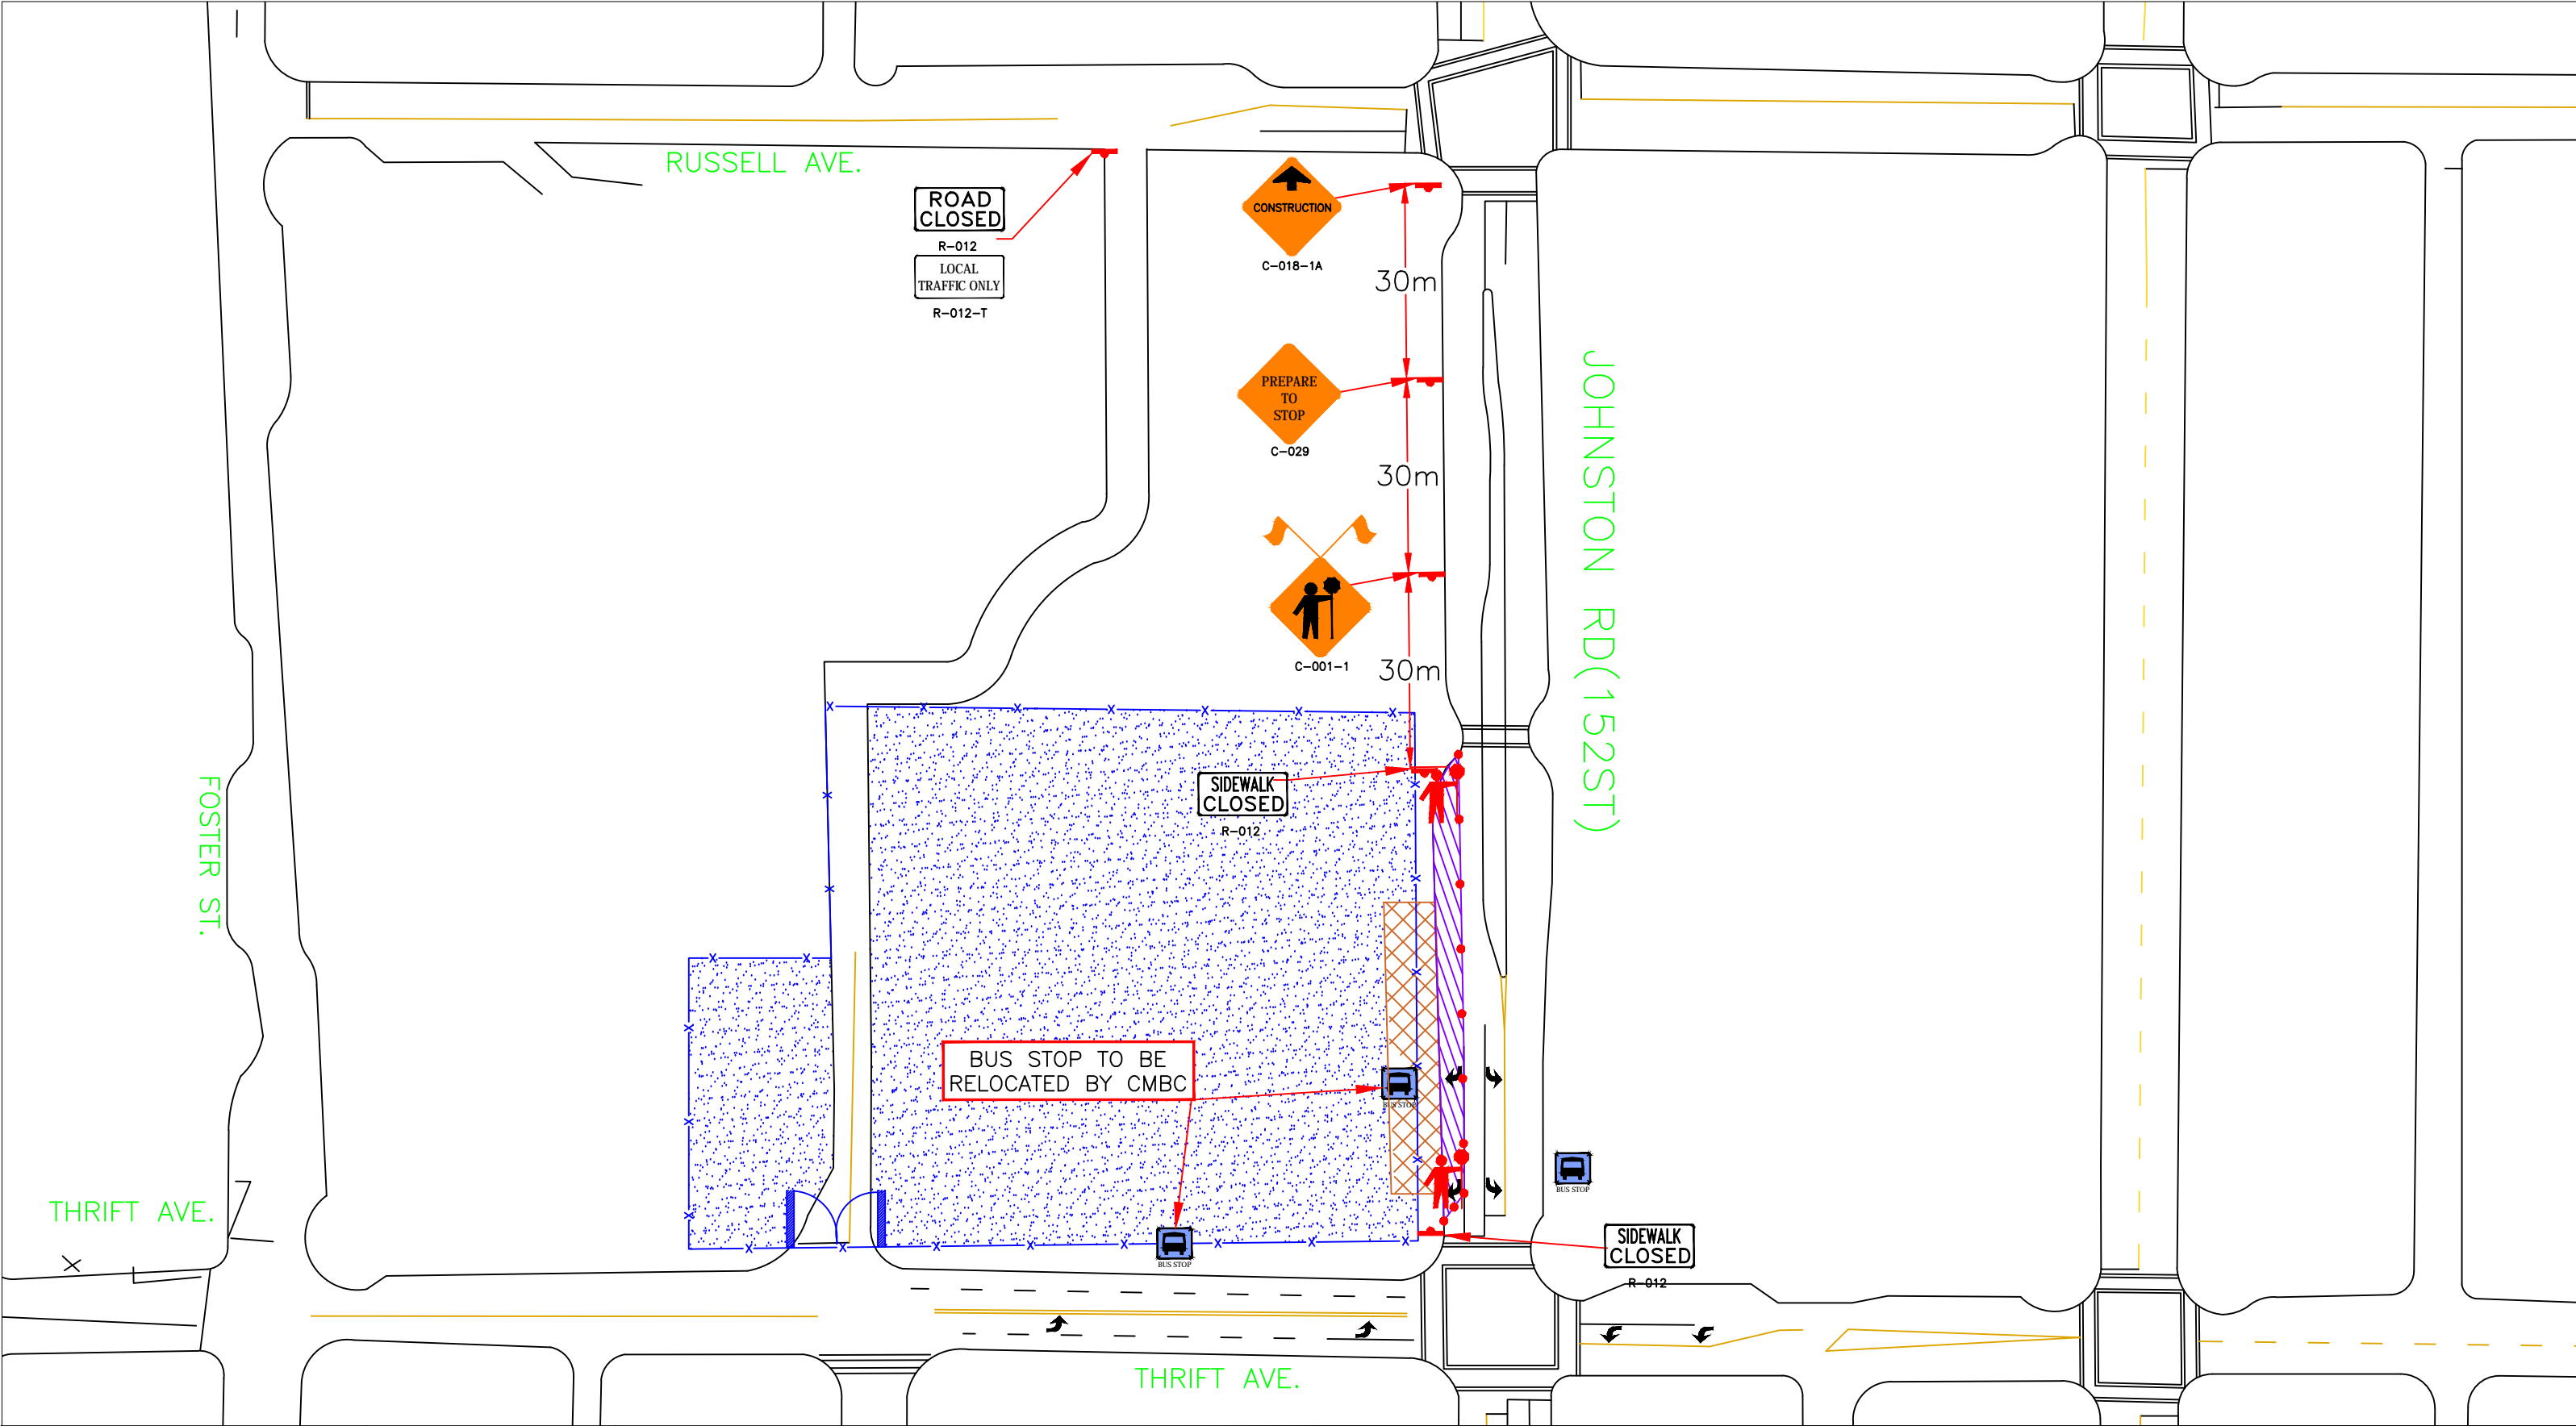 RUSSELL AVE.
ROAD
CLOSED
R-012
LOCAL
TRAFFIC ONLY
R-012-T
CONSTRUCTION
C-018-1A
30m
PREPARE
TO
STOP
C-029
30m
C-001-1
30m
JOHNSTON RD(152ST)
SIDEWALK
CLOSED
R-012
FOSTER ST.
BUS STOP TO BE
RELOCATED BY CMBC
BUS STOP
BUS STOP
BUS STOP
THRIFT AVE.
SIDEWALK
CLOSED
R-012
THRIFT AVE.